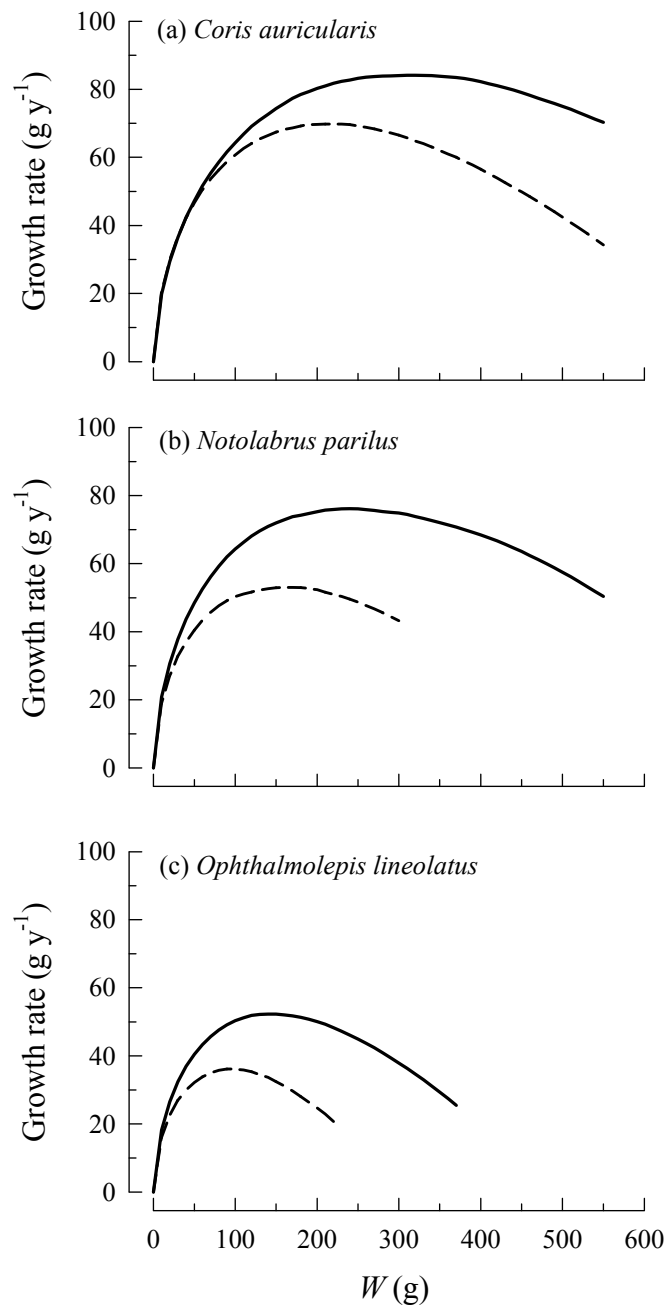 (a) Coris auricularis
100
80
60
40
20
0
Growth rate (g y⁻¹)
(b) Notolabrus parilus
100
80
60
40
20
0
Growth rate (g y⁻¹)
(c) Ophthalmolepis lineolatus
100
80
60
40
20
0
Growth rate (g y⁻¹)
0 100 200 300 400 500 600
W (g)